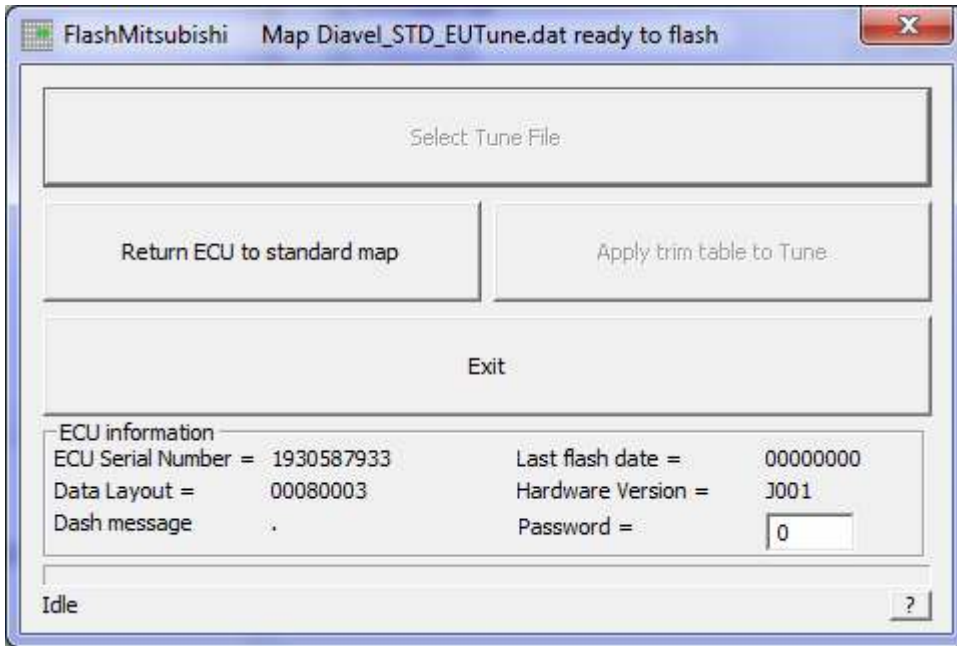 FlashMitsubishi Map Diavel_STD_EUTune.dat ready to flash
Select Tune File
Return ECU to standard map
Apply trim table to Tune
Exit
ECU information
ECU Serial Number = 1930587933
Last flash date = 00000000
Data Layout = 00080003
Hardware Version = J001
Dash message .
Password = 0
Idle
?